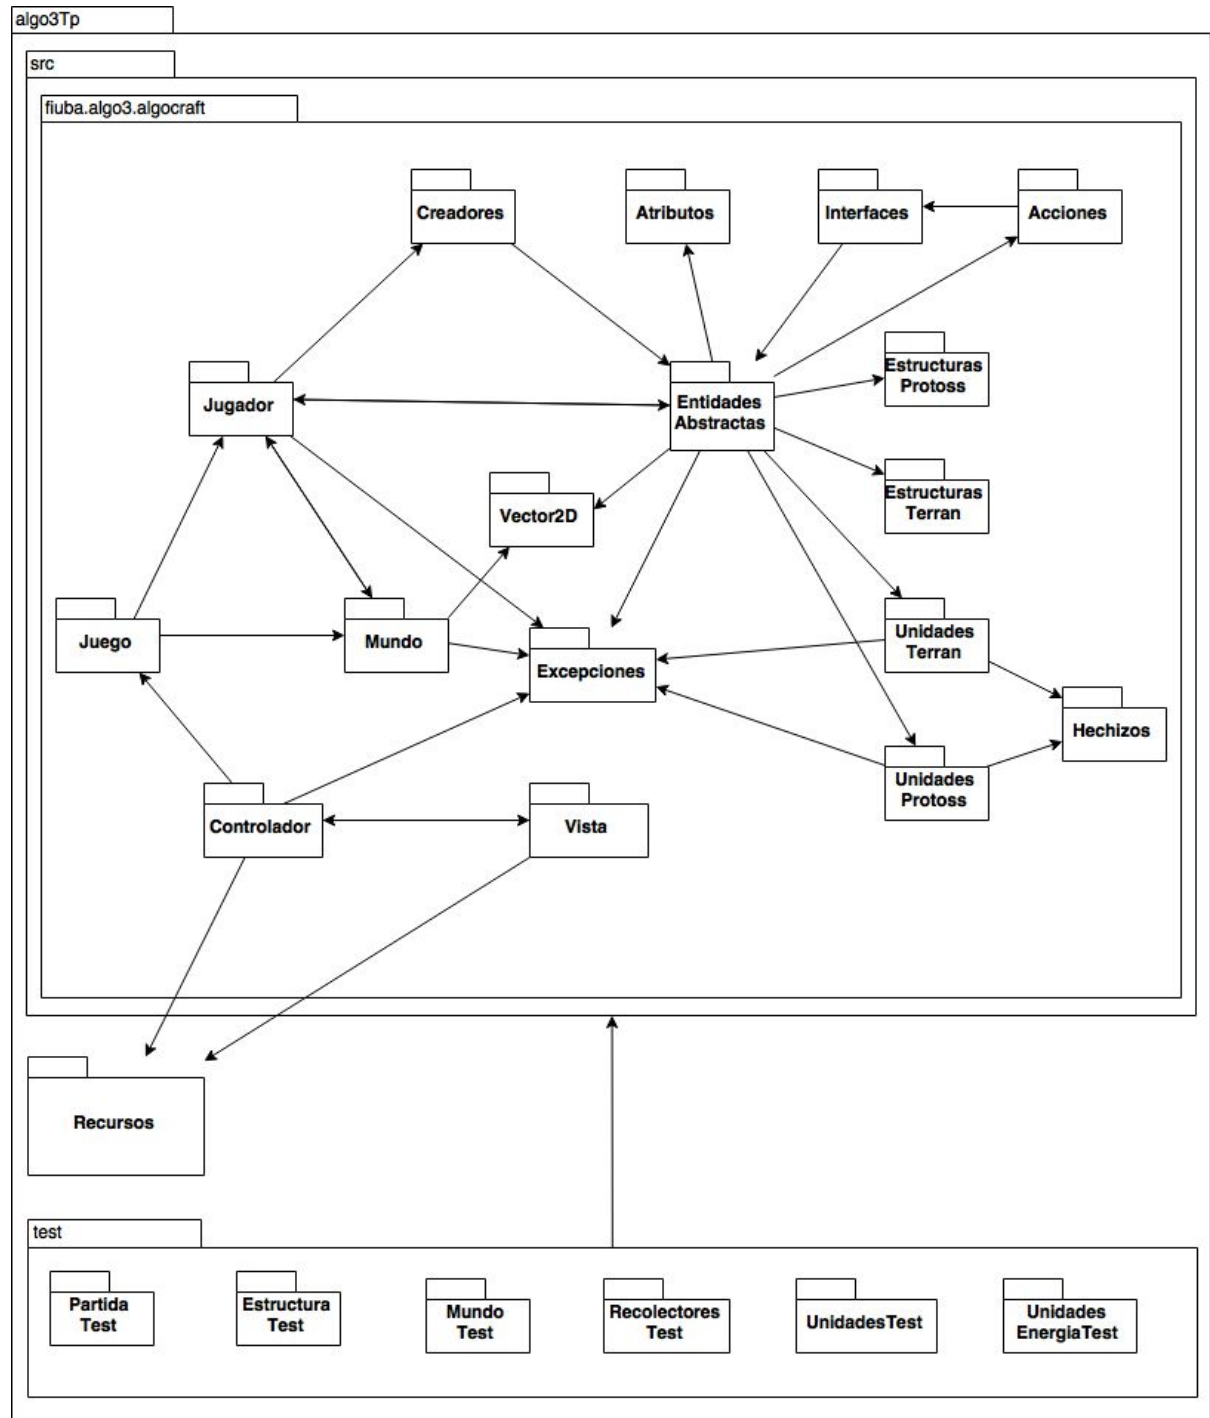 algo3Tp
src
fiuba.algo3.algocraft
Creadores
Atributos
Interfaces
Acciones
Estructuras
Protoss
Jugador
Entidades
Abstractas
Estructuras
Terran
Vector2D
Juego
Mundo
Unidades
Terran
Excepciones
Hechizos
Unidades
Protoss
Controlador
Vista
Recursos
test
Partida
Test
Estructura
Test
Mundo
Test
Recolectores
Test
UnidadesTest
Unidades
EnergiaTest